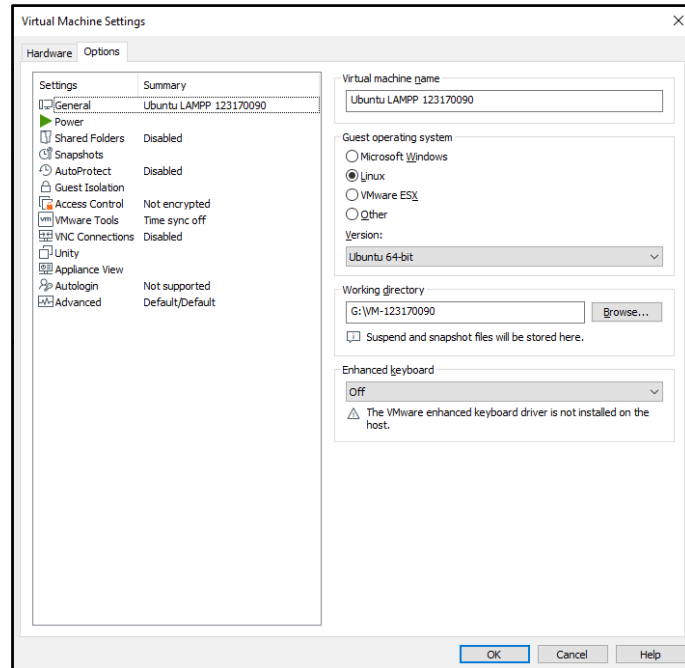 Virtual Machine Settings
Hardware Options
Settings Summary
General Ubuntu LAMPP 123170090
Power
Shared Folders Disabled
Snapshots
AutoProtect Disabled
Guest Isolation
Access Control Not encrypted
vm VMware Tools Time sync off
VNC Connections Disabled
Unity
Appliance View
Autologin Not supported
Advanced Default/Default
Virtual machine name
Ubuntu LAMPP 123170090
Guest operating system
Microsoft Windows
Linux
VMware ESX
Other
Version:
Ubuntu 64-bit
Working directory
G:\VM-123170090 Browse...
Suspend and snapshot files will be stored here.
Enhanced keyboard
Off
The VMware enhanced keyboard driver is not installed on the
host.
OK Cancel Help